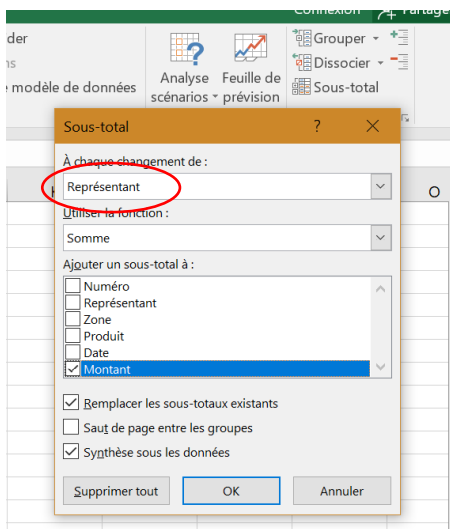 Connexion Partage
der
Grouper
ns
Dissocier
modèle de données
Analyse scénarios
Feuille de prévision
Sous-total
Sous-total ? ×
À chaque changement de :
Représentant
O
Utiliser la fonction :
Somme
Ajouter un sous-total à :
Numéro
Représentant
Zone
Produit
Date
Montant
Remplacer les sous-totaux existants
Saut de page entre les groupes
Synthèse sous les données
Supprimer tout OK Annuler